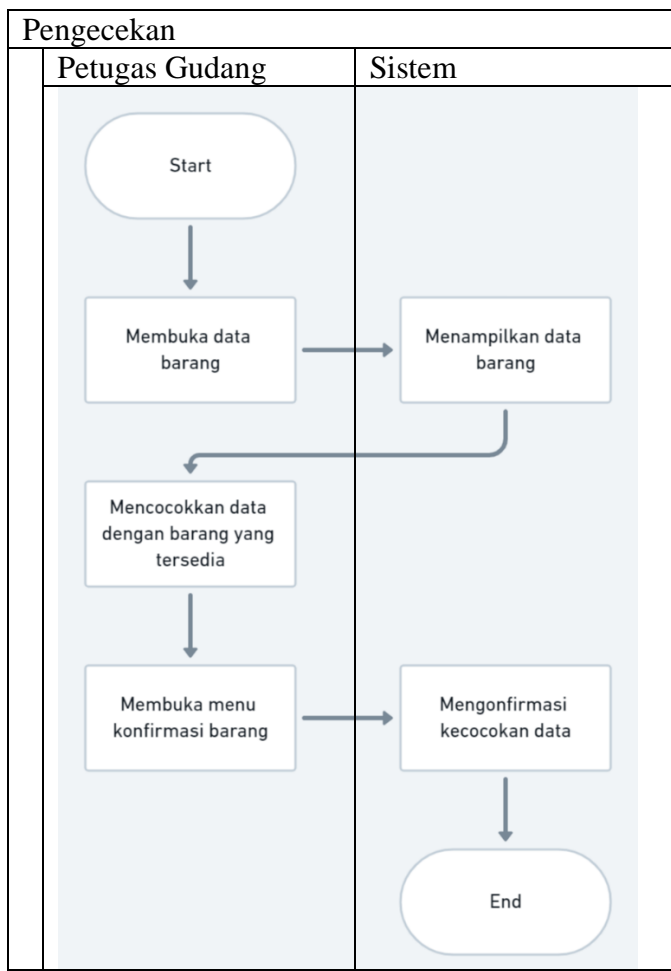 Pengecekan
Petugas Gudang
Sistem
Start
Membuka data
barang
Menampilkan data
barang
Mencocokkan data
dengan barang yang
tersedia
Membuka menu
konfirmasi barang
Mengonfirmasi
kecocokan data
End